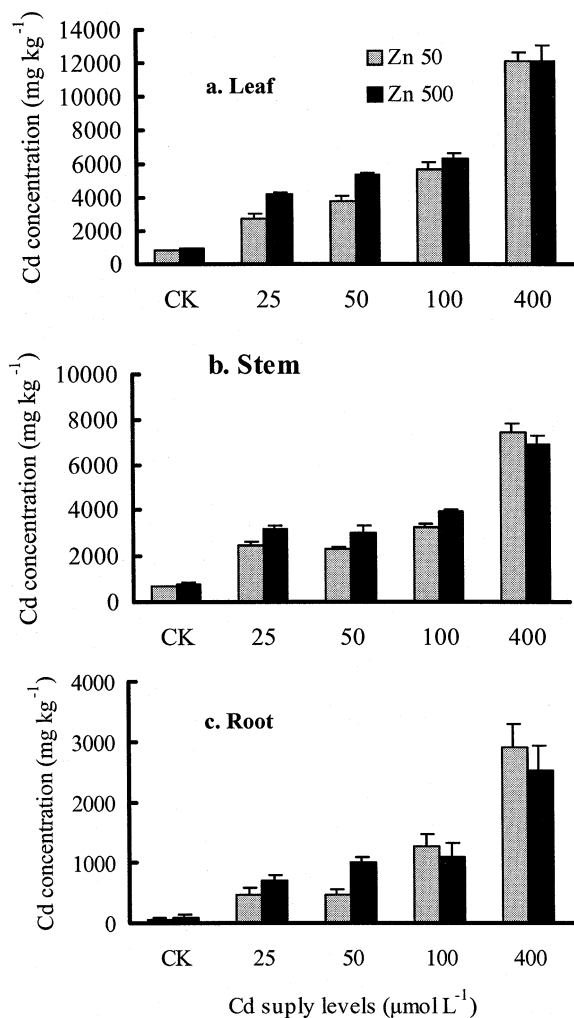 14000
12000
10000
8000
6000
4000
2000
0
Cd concentration (mg kg⁻¹)
a. Leaf
Zn 50
Zn 500
CK 25 50 100 400
b. Stem
10000
8000
6000
4000
2000
0
Cd concentration (mg kg⁻¹)
CK 25 50 100 400
4000
3000
2000
1000
0
Cd concentration (mg kg⁻¹)
c. Root
CK 25 50 100 400
Cd suply levels (μmol L⁻¹)